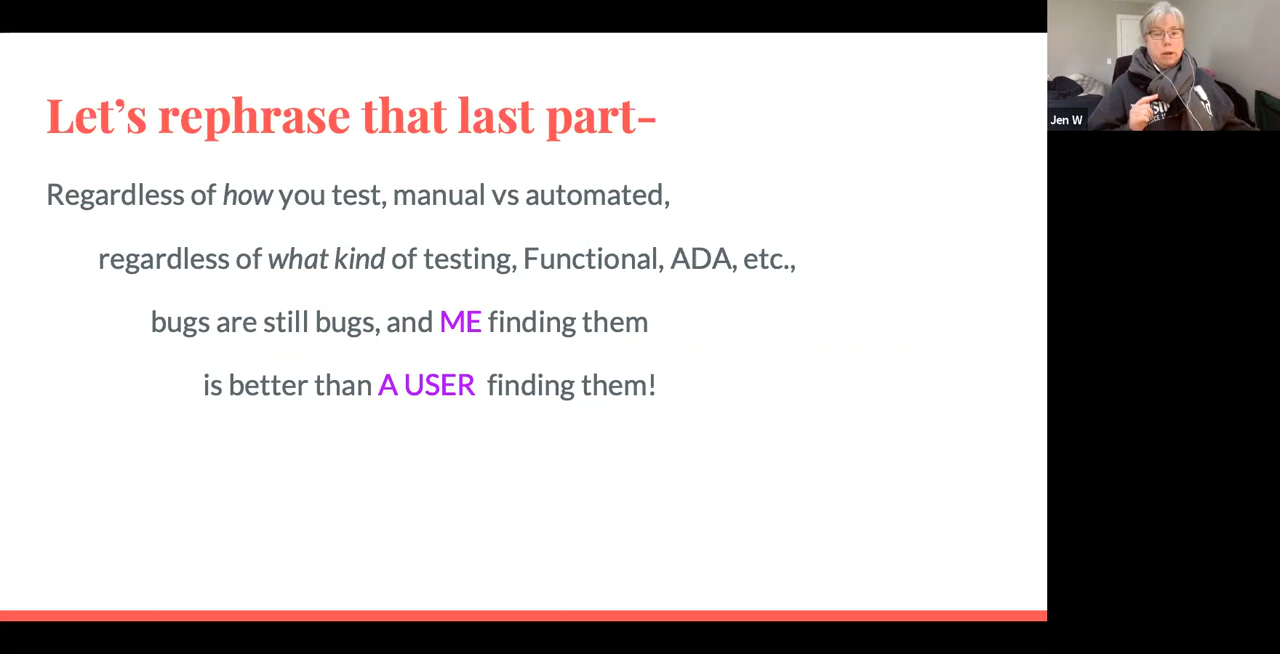 Let's rephrase that last part-
Regardless of how you test, manual vs automated,
regardless of what kind of testing, Functional, ADA, etc.,
bugs are still bugs, and ME finding them
is better than A USER finding them!
Jen W